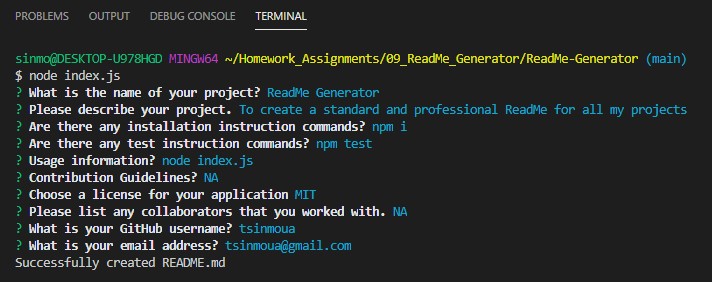 PROBLEMS OUTPUT DEBUG CONSOLE TERMINAL
sinmo@DESKTOP-U978HGD MINGW64 ~/Homework_Assignments/09_ReadMe_Generator/ReadMe-Generator (main)
$ node index.js
? What is the name of your project? ReadMe Generator
? Please describe your project. To create a standard and professional ReadMe for all my projects
? Are there any installation instruction commands? npm i
? Are there any test instruct commands? npm test
? Usage information? node index.js
? Contribution Guidelines? NA
? Choose a license for your application MIT
? Please list any collaborators that you worked with. NA
? What is your GitHub username? tsinmoua
? What is your email address? tsinmoua@gmail.com
Successfully created README.md